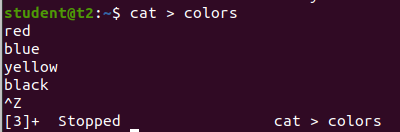 student@t2:~$ cat > colors
red
blue
yellow
black
^Z
[3]+  Stopped                 cat > colors